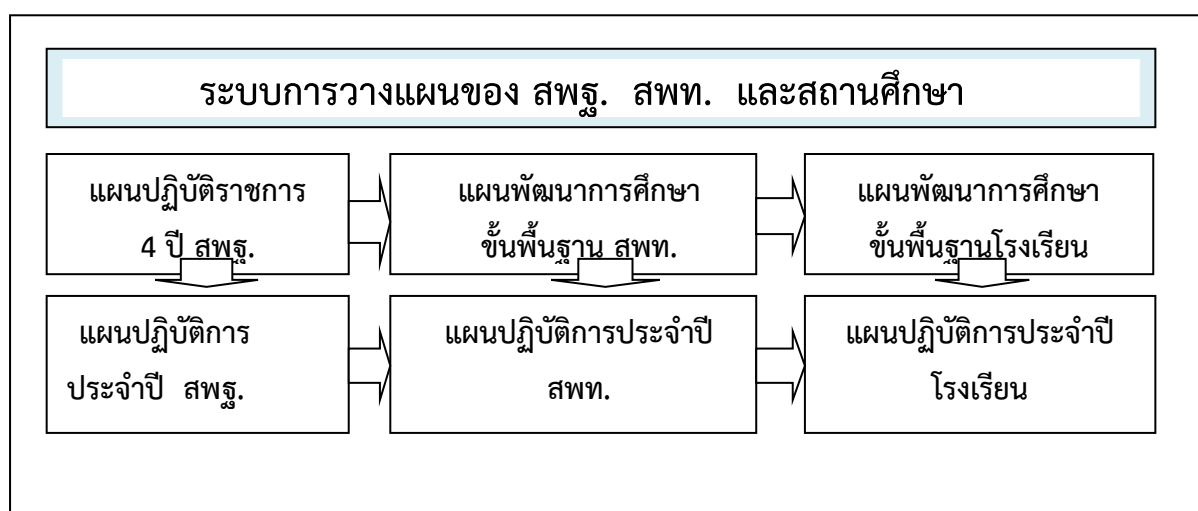 ระบบการวางแผนของ สพฐ. สพท. และสถานศึกษา
แผนปฏิบัติราชการ
4 ปี สพฐ.
แผนพัฒนาการศึกษา
ขั้นพื้นฐาน สพท.
แผนพัฒนาการศึกษา
ขั้นพื้นฐานโรงเรียน
แผนปฏิบัติการ
ประจำปี สพฐ.
แผนปฏิบัติการประจำปี
สพท.
แผนปฏิบัติการประจำปี
โรงเรียน